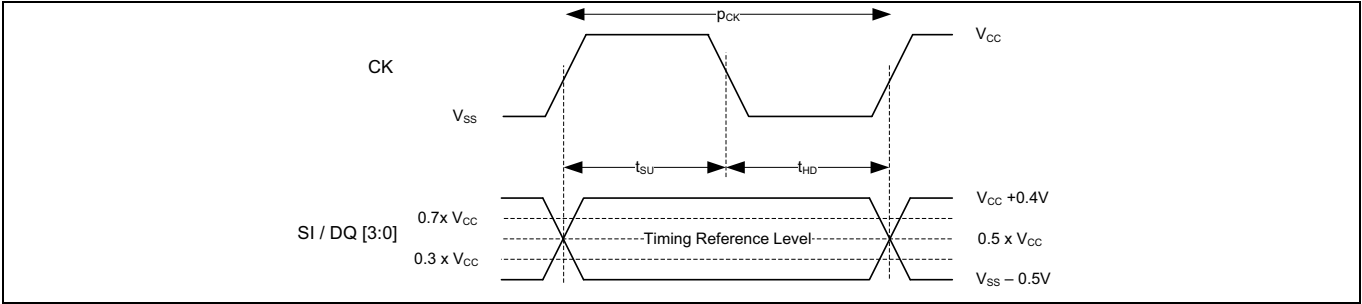 pCK
VCC
CK
VSS
tSU
tHD
VCC +0.4V
0.7x VCC
SI / DQ [3:0]
Timing Reference Level
0.5 x VCC
0.3 x VCC
VSS – 0.5V